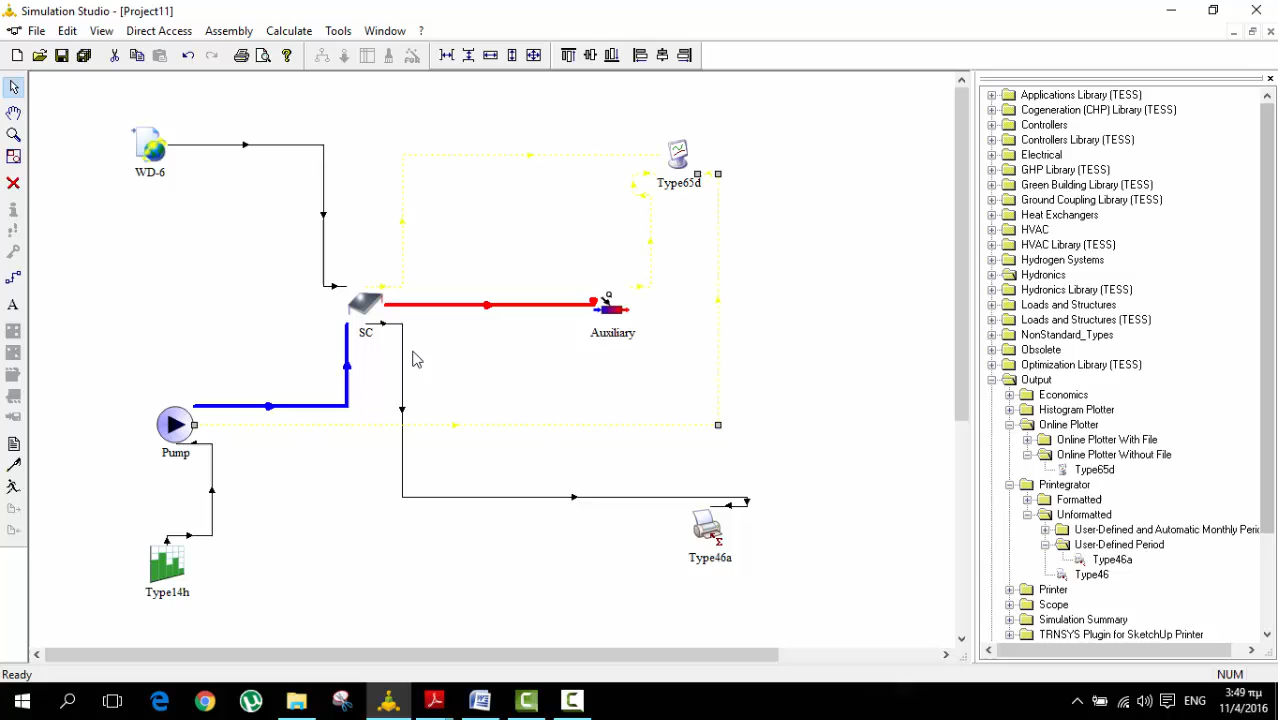 Simulation Studio - [Project11]
File Edit View Direct Access Assembly Calculate Tools Window ?
FOR
WD-6
Type65d
SC
Q
Auxiliary
Pump
Σ
Type46a
Type14h
Applications Library (TESS)
Cogeneration (CHP) Library (TESS)
Controllers
Controllers Library (TESS)
Electrical
GHP Library (TESS)
Green Building Library (TESS)
Ground Coupling Library (TESS)
Heat Exchangers
HVAC
HVAC Library (TESS)
Hydrogen Systems
Hydronics
Hydronics Library (TESS)
Loads and Structures
Loads and Structures (TESS)
NonStandard_Types
Obsolete
Optimization Library (TESS)
Output
Economics
Histogram Plotter
Online Plotter
Online Plotter With File
Online Plotter Without File
Type65d
Printegrator
Formatted
Unformatted
User-Defined and Automatic Monthly Perio
User-Defined Period
Type46a
Type46
Printer
Scope
Simulation Summary
TRNSYS Plugin for SketchUp Printer
Ready
NUM
ΕΝΓ
3:49 πμ
11/4/2016